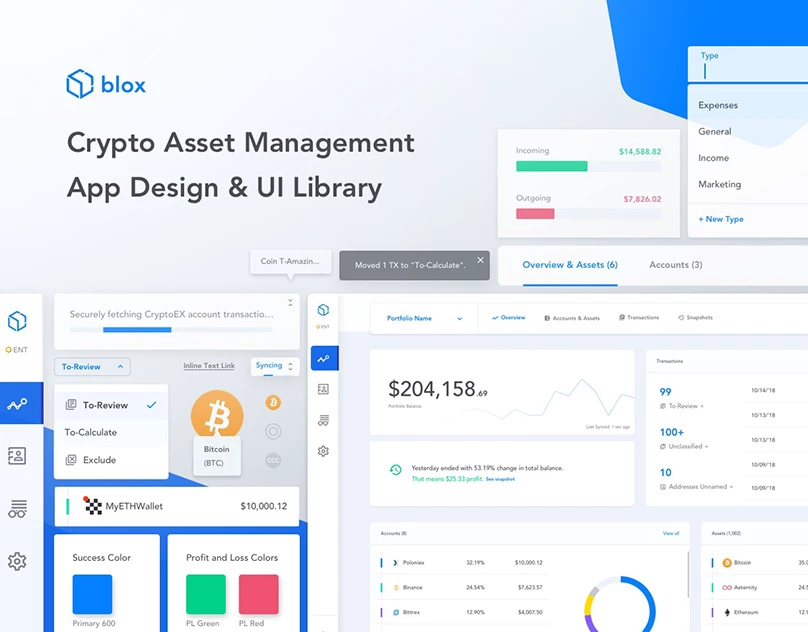 blox
Crypto Asset Management
App Design & UI Library
Type
Expenses
General
Income
Marketing
+ New Type
Incoming $14,588.82
Outgoing $7,826.02
Coin T-Amazin...
Moved 1 TX to "To-Calculate".
Overview & Assets (6) Accounts (3)
ENT
Securely fetching CryptoEX account transactio...
To-Review
Inline Text Link
Syncing
To-Review
To-Calculate
Exclude
Bitcoin
(BTC)
CCC
MyETHWallet $10,000.12
Success Color
Primary 600
Profit and Loss Colors
PL Green PL Red
ENT
Portfolio Name
Overview Accounts & Assets Transactions Snapshots
$204,158.69
Portfolio Balance
Last Synced: 1 sec ago
Yesterday ended with 53.19% change in total balance.
That means $25.33 profit. See snapshot
Transactions
99
To-Review
100+
Unclassified
10
Addresses Unnamed
10/14/'18
10/13/'18
10/13/'18
10/09/'18
10/09/'18
Accounts (8) View all
Poloniex 32.19% $10,000.12
Binance 24.54% $7,623.57
Bittrex 12.90% $4,007.50
Assets (1,002)
Bitcoin 35.0
Aeternity 24.5
Ethereum